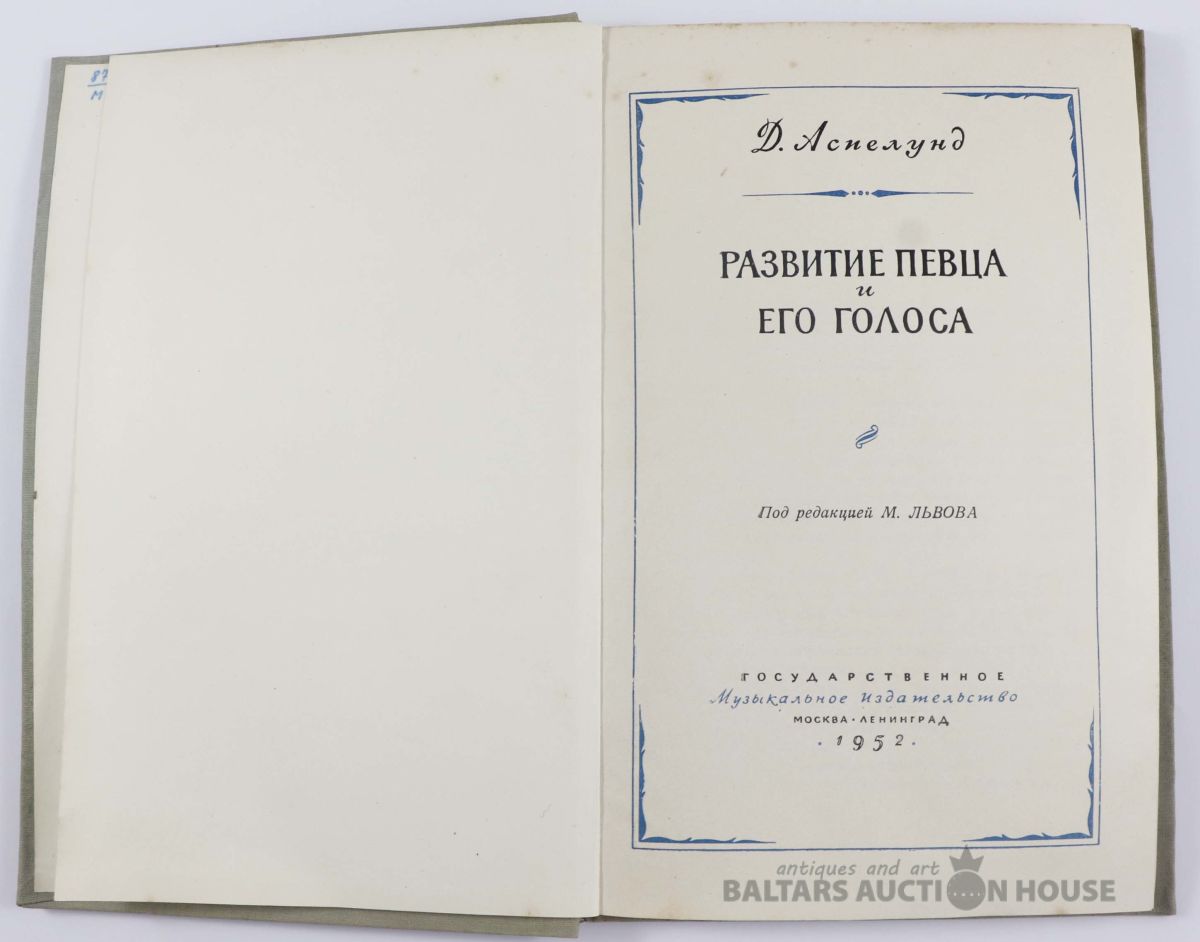 87
М
Д. Аспелунд
РАЗВИТИЕ ПЕВЦА
и
ЕГО ГОЛОСА
Под редакцией М. ЛЬВОВА
ГОСУДАРСТВЕННОЕ
Музыкальное Издательство
МОСКВА · ЛЕНИНГРАД
· 1952 ·
antiques and art
BALTARS AUCTION HOUSE